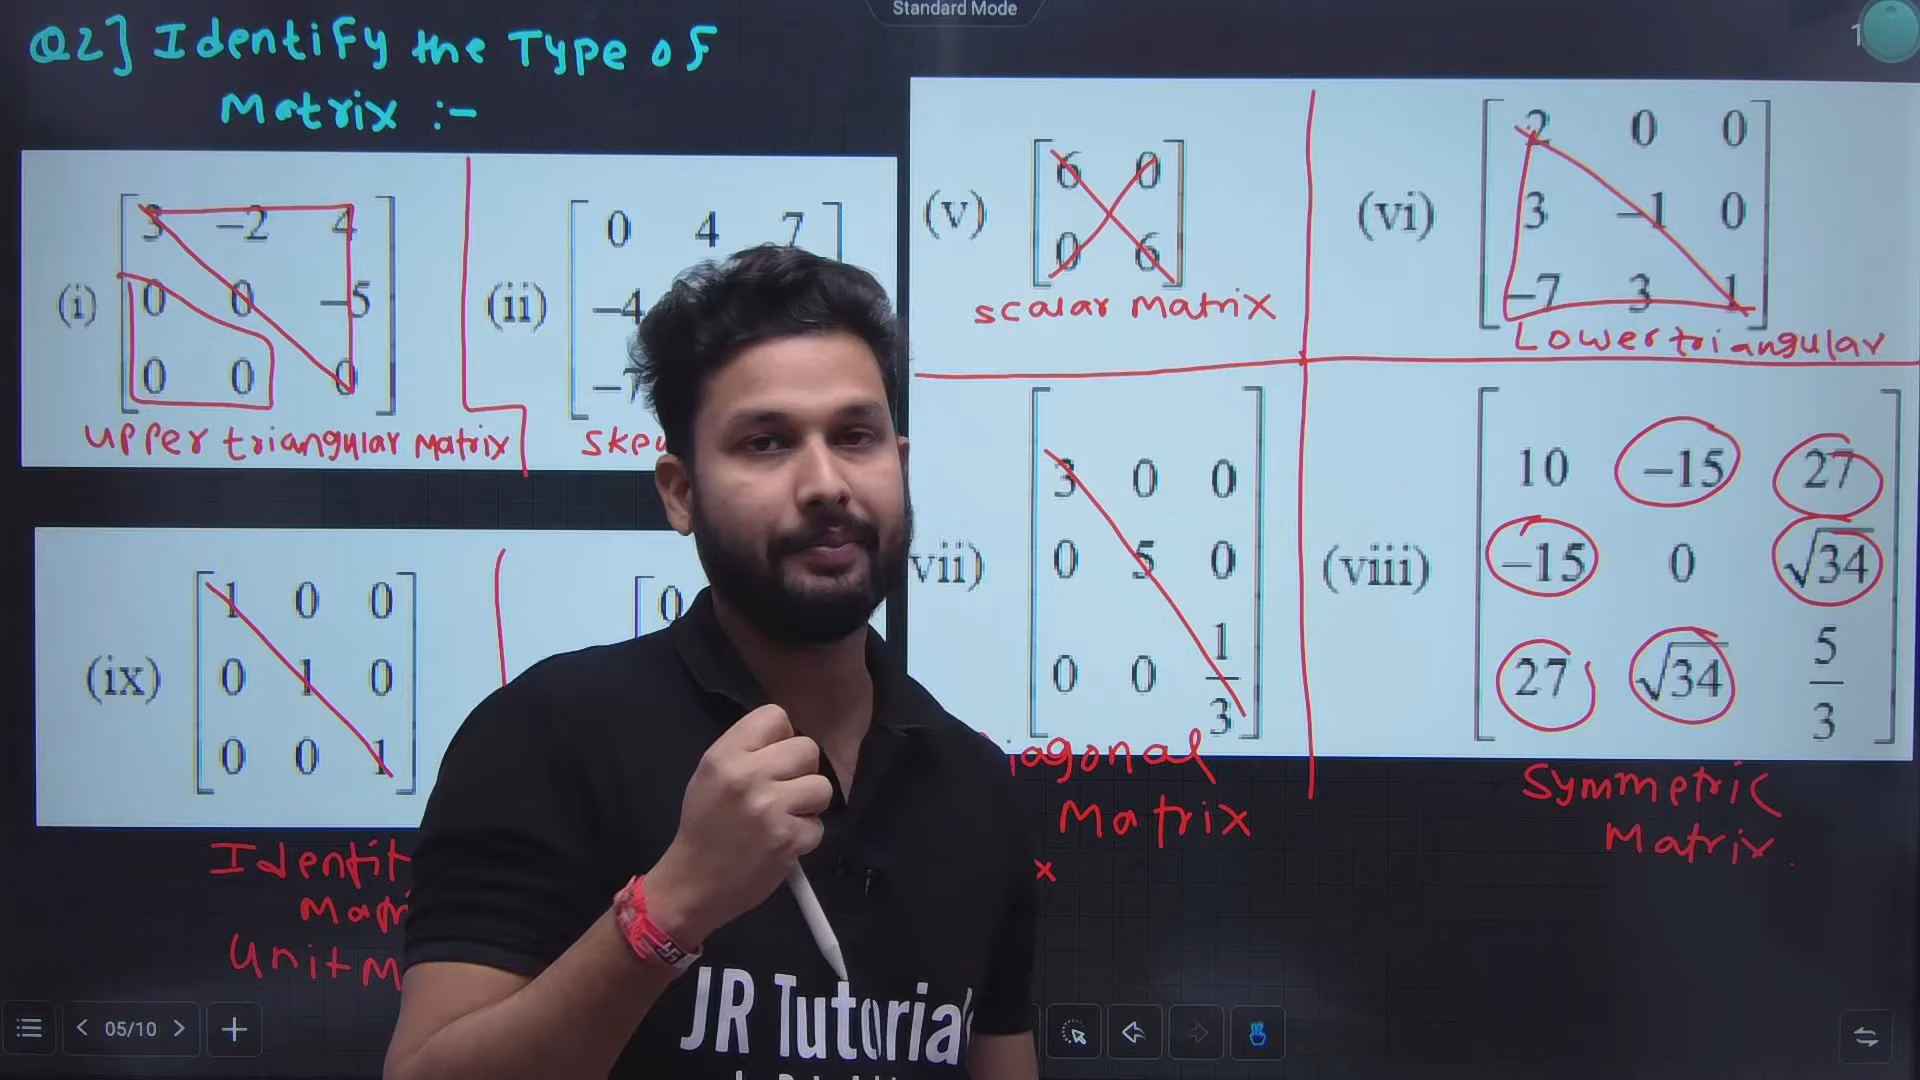 Standard Mode
Q2] Identify the Type of
Matrix :-
(i)
3 -2 4
0 0 -5
0 0 0
upper triangular Matrix
(ii)
0 4 7
-4
(v)
6 0
0 6
scalar Matrix
(vi)
2 0 0
3 -1 0
-7 3 1
Lower triangular
vii)
3 0 0
0 5 0
0 0 1/3
iagonal
Matrix
x
(viii)
10 -15 27
-15 0 √34
27 √34 5/3
Symmetric
Matrix.
(ix)
1 0 0
0 1 0
0 0 1
Identit
Matr
Unit M
0
JR Tutorial
05/10